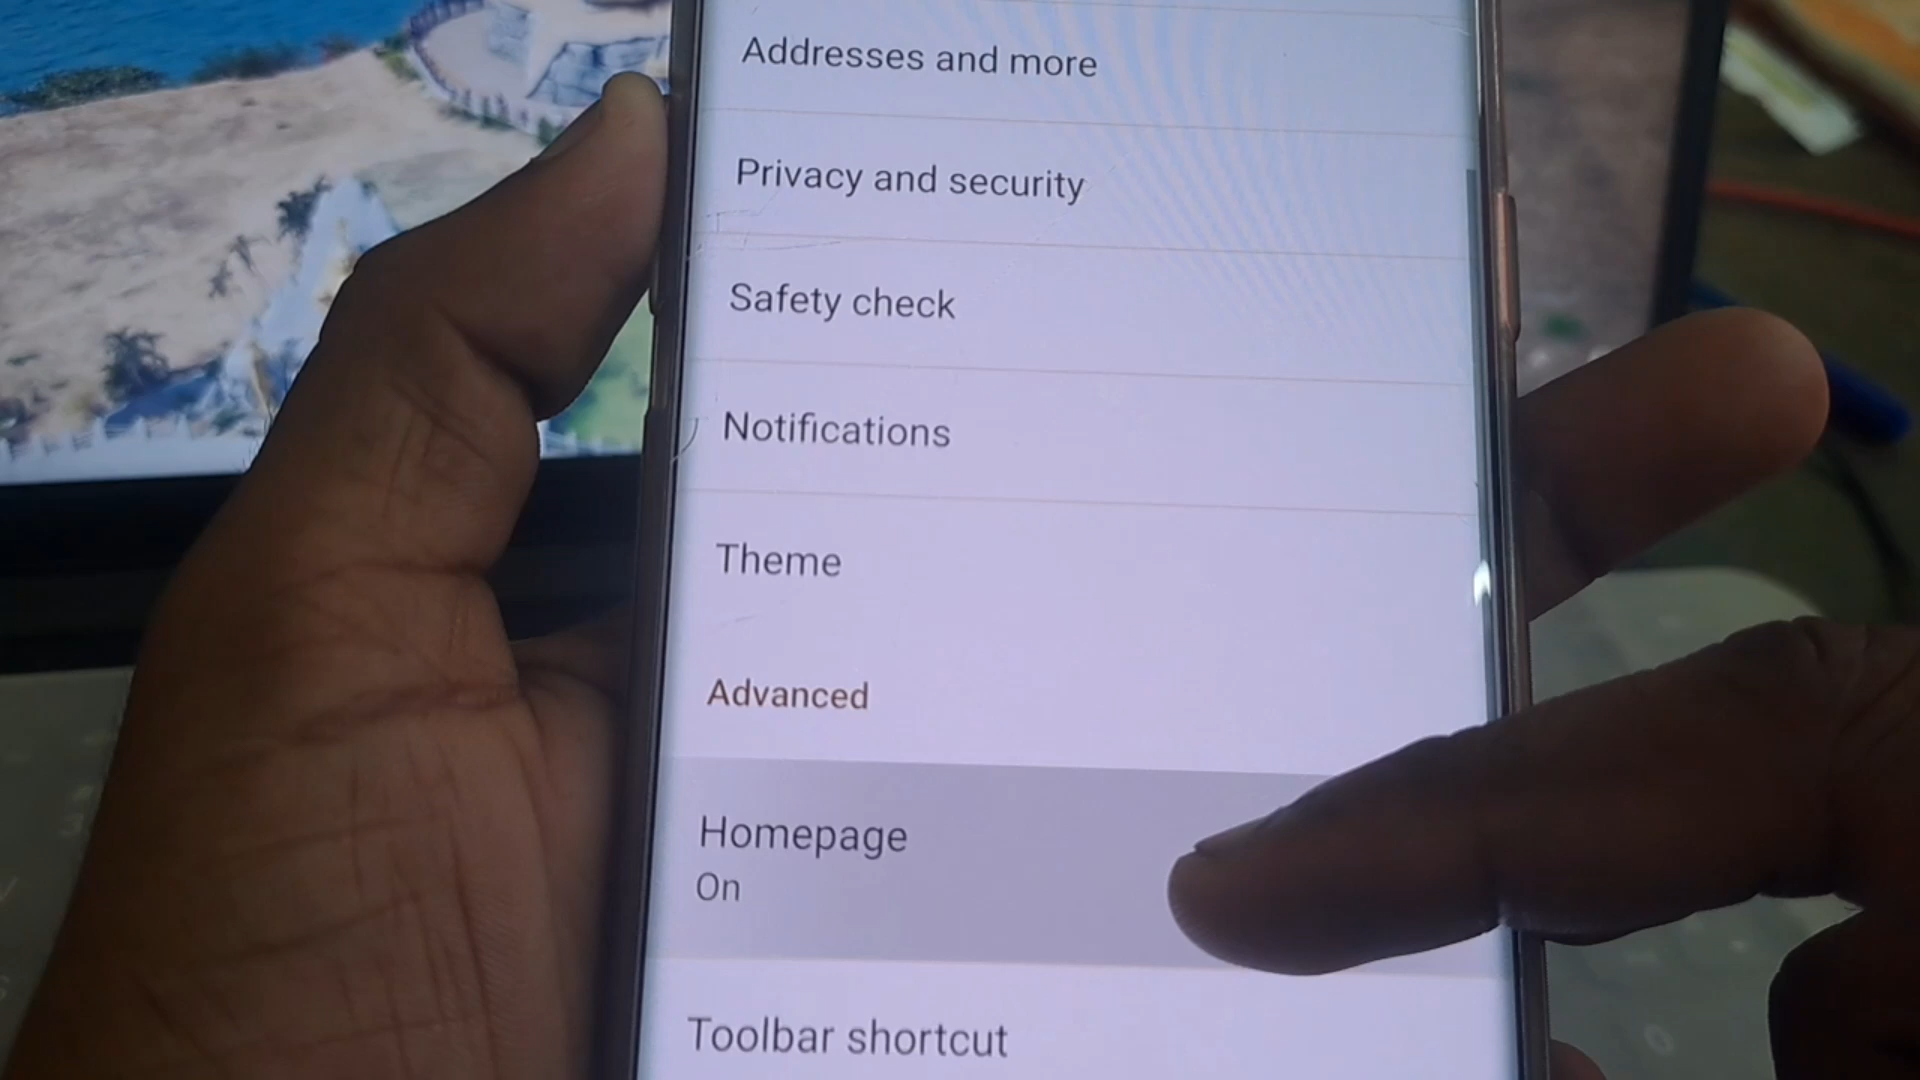 Addresses and more
Privacy and security
Safety check
Notifications
Theme
Advanced
Homepage
On
Toolbar shortcut